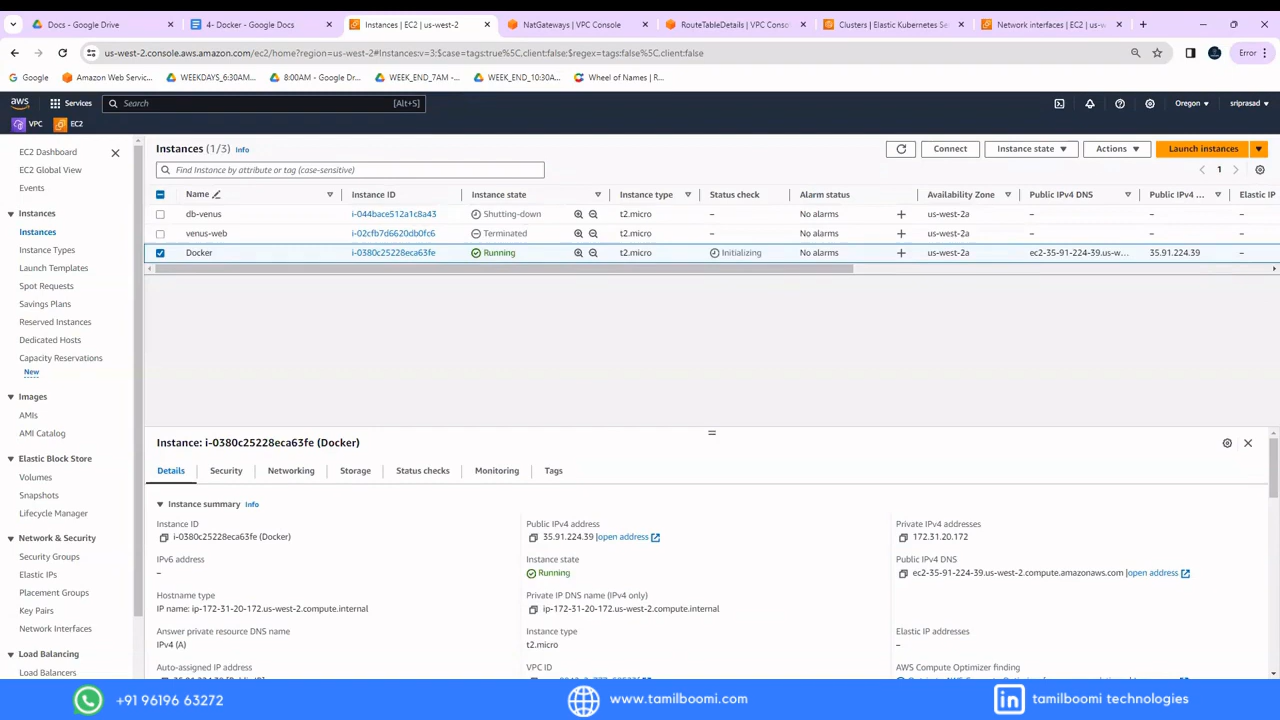 Docs - Google Drive
4- Docker - Google Docs
Instances | EC2 | us-west-2
NatGateways | VPC Console
RouteTableDetails | VPC Consol
Clusters | Elastic Kubernetes Se
Network interfaces | EC2 | us-w
us-west-2.console.aws.amazon.com/ec2/home?region=us-west-2#Instances:v=3;$case=tags:true%5C,client:false;$regex=tags:false%5C,client:false
Error
Google
Amazon Web Servic...
WEEKDAYS_6:30AM...
8:00AM - Google Dr...
WEEK_END_7AM -...
WEEK_END_10:30A...
Wheel of Names | R...
aws
Services
Search
[Alt+S]
Oregon
sriprasad
VPC
EC2
EC2 Dashboard
EC2 Global View
Events
Instances
Instances
Instance Types
Launch Templates
Spot Requests
Savings Plans
Reserved Instances
Dedicated Hosts
Capacity Reservations
New
Images
AMIs
AMI Catalog
Elastic Block Store
Volumes
Snapshots
Lifecycle Manager
Network & Security
Security Groups
Elastic IPs
Placement Groups
Key Pairs
Network Interfaces
Load Balancing
Load Balancers
Instances (1/3) Info
Connect
Instance state
Actions
Launch instances
Find Instance by attribute or tag (case-sensitive)
1
Name Instance ID Instance state Instance type Status check Alarm status Availability Zone Public IPv4 DNS Public IPv4 ... Elastic IP
db-venus i-044bace512a1c8a43 Shutting-down t2.micro – No alarms + us-west-2a – – –
venus-web i-02cfb7d6620db0fc6 Terminated t2.micro – No alarms + us-west-2a – – –
Docker i-0380c25228eca63fe Running t2.micro Initializing No alarms + us-west-2a ec2-35-91-224-39.us-w... 35.91.224.39 –
Instance: i-0380c25228eca63fe (Docker)
Details Security Networking Storage Status checks Monitoring Tags
Instance summary Info
Instance ID
i-0380c25228eca63fe (Docker)
Public IPv4 address
35.91.224.39 |open address
Private IPv4 addresses
172.31.20.172
IPv6 address
–
Instance state
Running
Public IPv4 DNS
ec2-35-91-224-39.us-west-2.compute.amazonaws.com |open address
Hostname type
IP name: ip-172-31-20-172.us-west-2.compute.internal
Private IP DNS name (IPv4 only)
ip-172-31-20-172.us-west-2.compute.internal
Answer private resource DNS name
IPv4 (A)
Instance type
t2.micro
Elastic IP addresses
–
Auto-assigned IP address
VPC ID
AWS Compute Optimizer finding
+91 96196 63272
www.tamilboomi.com
in
tamilboomi technologies